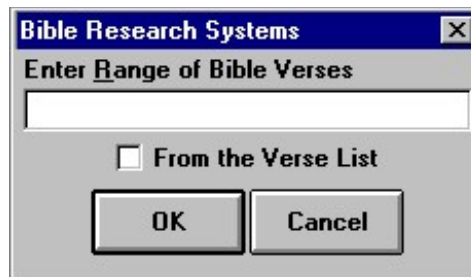 Bible Research Systems
Enter Range of Bible Verses
From the Verse List
OK Cancel